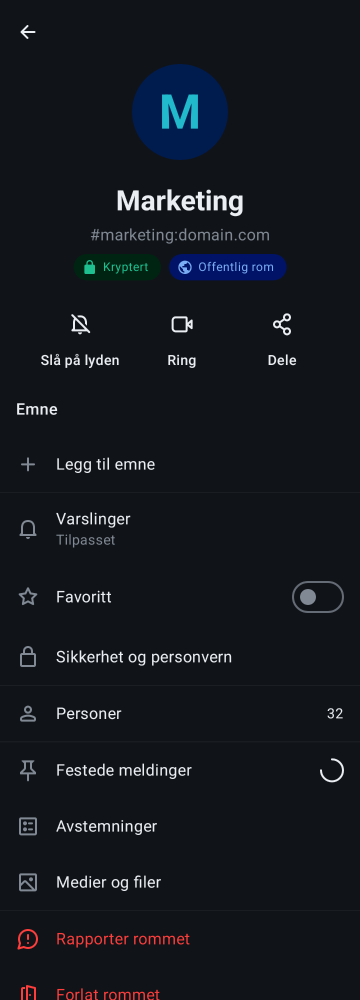 M
Marketing
#marketing:domain.com
Kryptert
Offentlig rom
Slå på lyden
Ring
Dele
Emne
Legg til emne
Varslinger
Tilpasset
Favoritt
Sikkerhet og personvern
Personer
32
Festede meldinger
Avstemninger
Medier og filer
Rapporter rommet
Forlat rommet